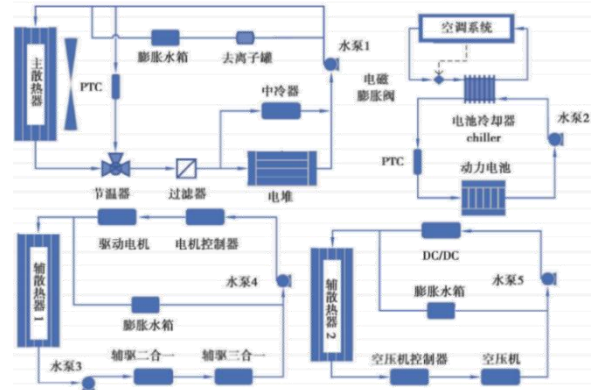 水泵1
膨胀水箱
去离子罐
主散热器
PTC
中冷器
节温器
过滤器
电堆
空调系统
电磁
膨胀阀
电池冷却器
chiller
水泵2
PTC
动力电池
驱动电机
电机控制器
辅散热器1
水泵4
膨胀水箱
水泵3
辅驱二合一
辅驱三合一
DC/DC
辅散热器2
水泵5
膨胀水箱
空压机控制器
空压机